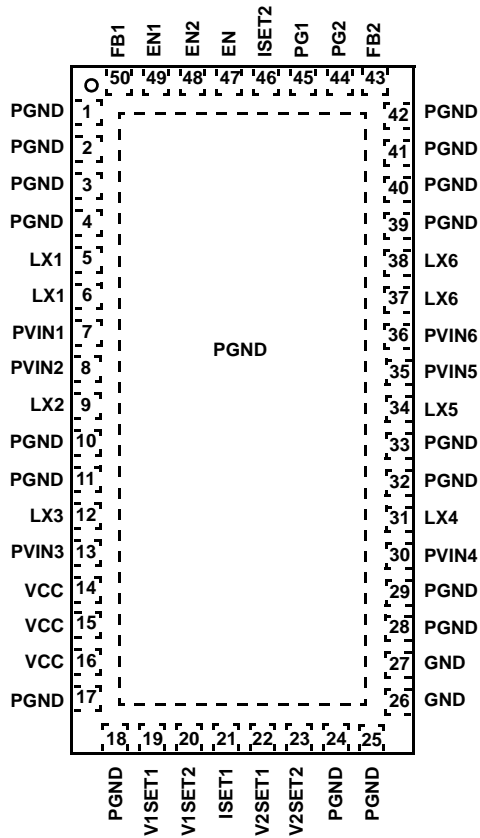 FB1 EN1 EN2 EN ISET2 PG1 PG2 FB2
50 49 48 47 46 45 44 43
PGND 1 42 PGND
PGND 2 41 PGND
PGND 3 40 PGND
PGND 4 39 PGND
LX1 5 38 LX6
LX1 6 37 LX6
PVIN1 7 36 PVIN6
PGND
PVIN2 8 35 PVIN5
LX2 9 34 LX5
PGND 10 33 PGND
PGND 11 32 PGND
LX3 12 31 LX4
PVIN3 13 30 PVIN4
VCC 14 29 PGND
VCC 15 28 PGND
VCC 16 27 GND
PGND 17 26 GND
18 19 20 21 22 23 24 25
PGND V1SET1 V1SET2 ISET1 V2SET1 V2SET2 PGND PGND